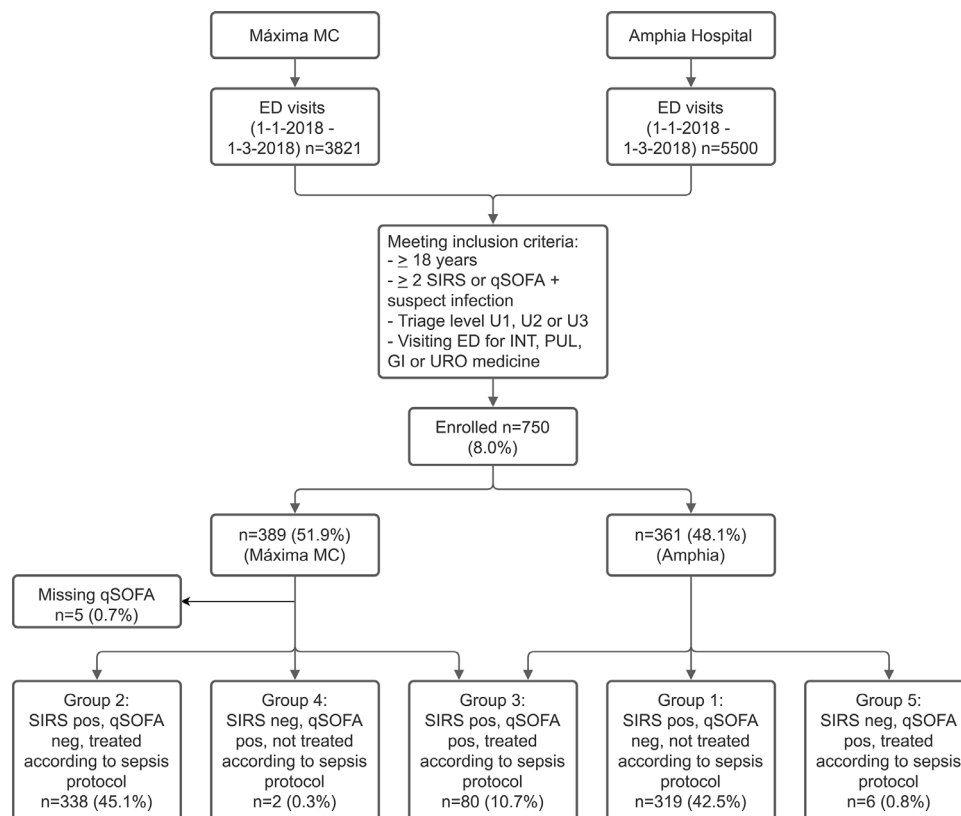 Máxima MC
Amphia Hospital
ED visits
(1-1-2018 -
1-3-2018) n=3821
ED visits
(1-1-2018 -
1-3-2018) n=5500
Meeting inclusion criteria:
- ≥ 18 years
- ≥ 2 SIRS or qSOFA +
suspect infection
- Triage level U1, U2 or U3
- Visiting ED for INT, PUL,
GI or URO medicine
Enrolled n=750
(8.0%)
n=389 (51.9%)
(Máxima MC)
n=361 (48.1%)
(Amphia)
Missing qSOFA
n=5 (0.7%)
Group 2:
SIRS pos, qSOFA
neg, treated
according to sepsis
protocol
n=338 (45.1%)
Group 4:
SIRS neg, qSOFA
pos, not treated
according to sepsis
protocol
n=2 (0.3%)
Group 3:
SIRS pos, qSOFA
pos, treated
according to sepsis
protocol
n=80 (10.7%)
Group 1:
SIRS pos, qSOFA
neg, not treated
according to sepsis
protocol
n=319 (42.5%)
Group 5:
SIRS neg, qSOFA
pos, treated
according to sepsis
protocol
n=6 (0.8%)